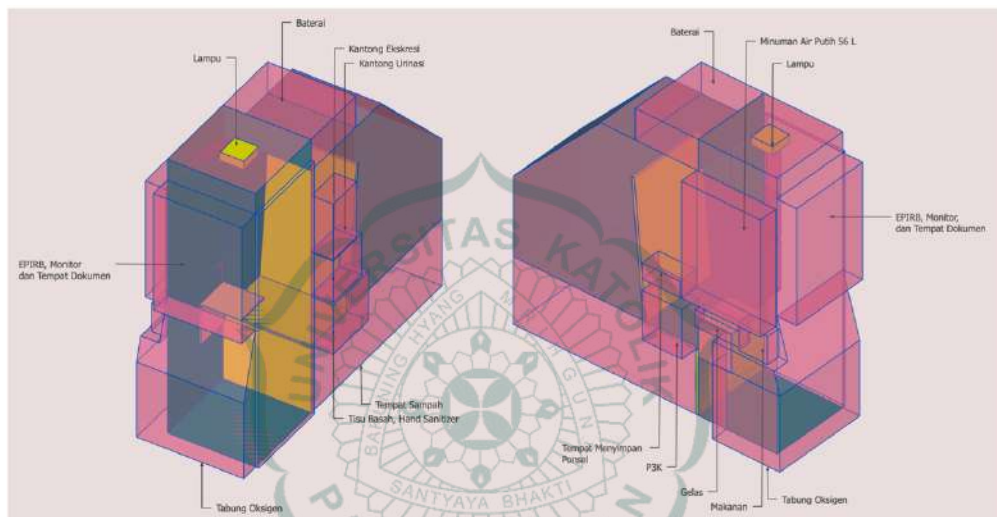 Baterai
Kantong Ekskresi
Lampu
Kantong Urinasi
EPIRB, Monitor
dan Tempat Dokumen
Tempat Sampah
Tisu Basah, Hand Sanitizer
Tabung Oksigen
Baterai
Minuman Air Putih 56 L
Lampu
EPIRB, Monitor,
dan Tempat Dokumen
Tempat Menyimpan
Ponsel
P3K
Gelas
Makanan
Tabung Oksigen
UNIVERSITAS KATOLIK
SANTYAYA BHAKTI